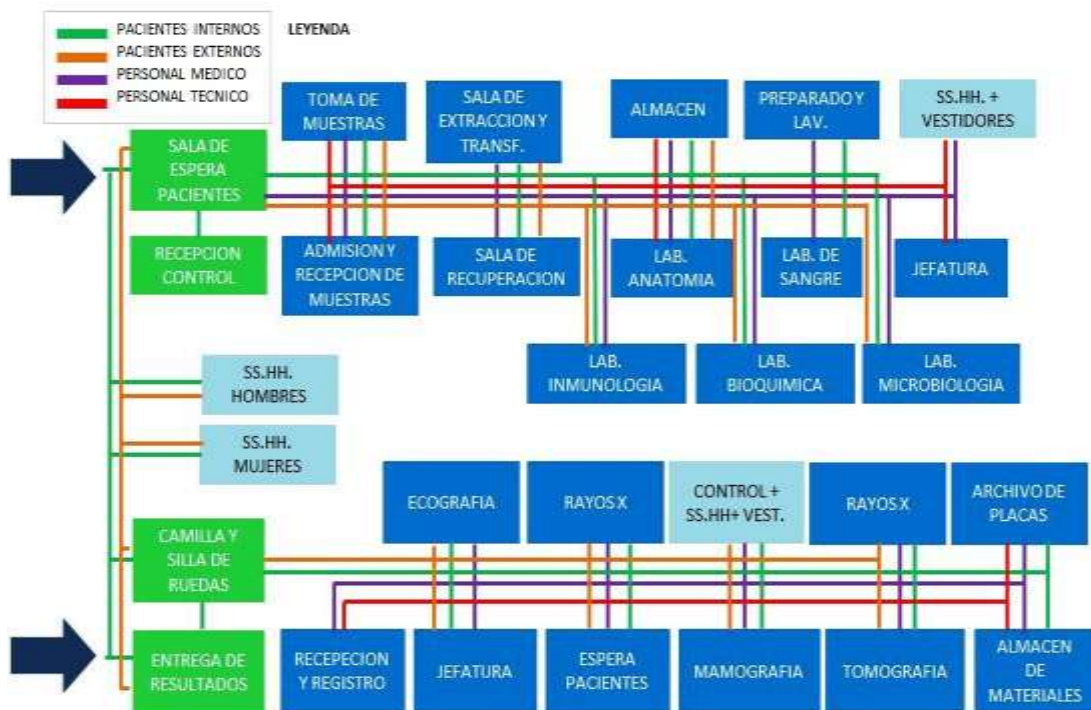 PACIENTES INTERNOS
LEYENDA
PACIENTES EXTERNOS
PERSONAL MEDICO
PERSONAL TECNICO
TOMA DE
MUESTRAS
SALA DE
EXTRACCION Y
TRANSF.
ALMACEN
PREPARADO Y
LAV.
SS.HH. +
VESTIDORES
SALA DE
ESPERA
PACIENTES
RECEPCION
CONTROL
ADMISION Y
RECEPCION DE
MUESTRAS
SALA DE
RECUPERACION
LAB.
ANATOMIA
LAB. DE
SANGRE
JEFATURA
LAB.
INMUNOLOGIA
LAB.
BIOQUIMICA
LAB.
MICROBIOLOGIA
SS.HH.
HOMBRES
SS.HH.
MUJERES
ECOGRAFIA
RAYOS X
CONTROL +
SS.HH+ VEST.
RAYOS X
ARCHIVO DE
PLACAS
CAMILLA Y
SILLA DE
RUEDAS
ENTREGA DE
RESULTADOS
RECEPECION
Y REGISTRO
JEFATURA
ESPERA
PACIENTES
MAMOGRAFIA
TOMOGRAFIA
ALMACEN
DE
MATERIALES